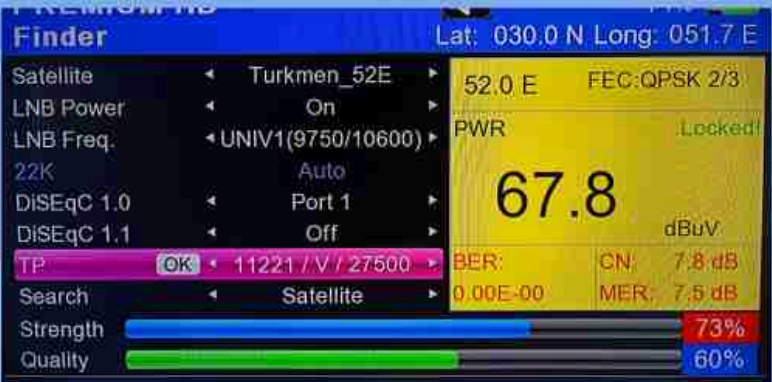 PREMIUM HD
Finder
Lat: 030.0 N Long: 051.7 E
Satellite Turkmen_52E
LNB Power On
LNB Freq. UNIV1(9750/10600)
22K Auto
DiSEqC 1.0 Port 1
DiSEqC 1.1 Off
TP OK 11221 / V / 27500
Search Satellite
52.0 E FEC:QPSK 2/3
PWR Locked!
67.8
dBuV
BER: CN: 7.8 dB
0.00E-00 MER: 7.5 dB
Strength 73%
Quality 60%